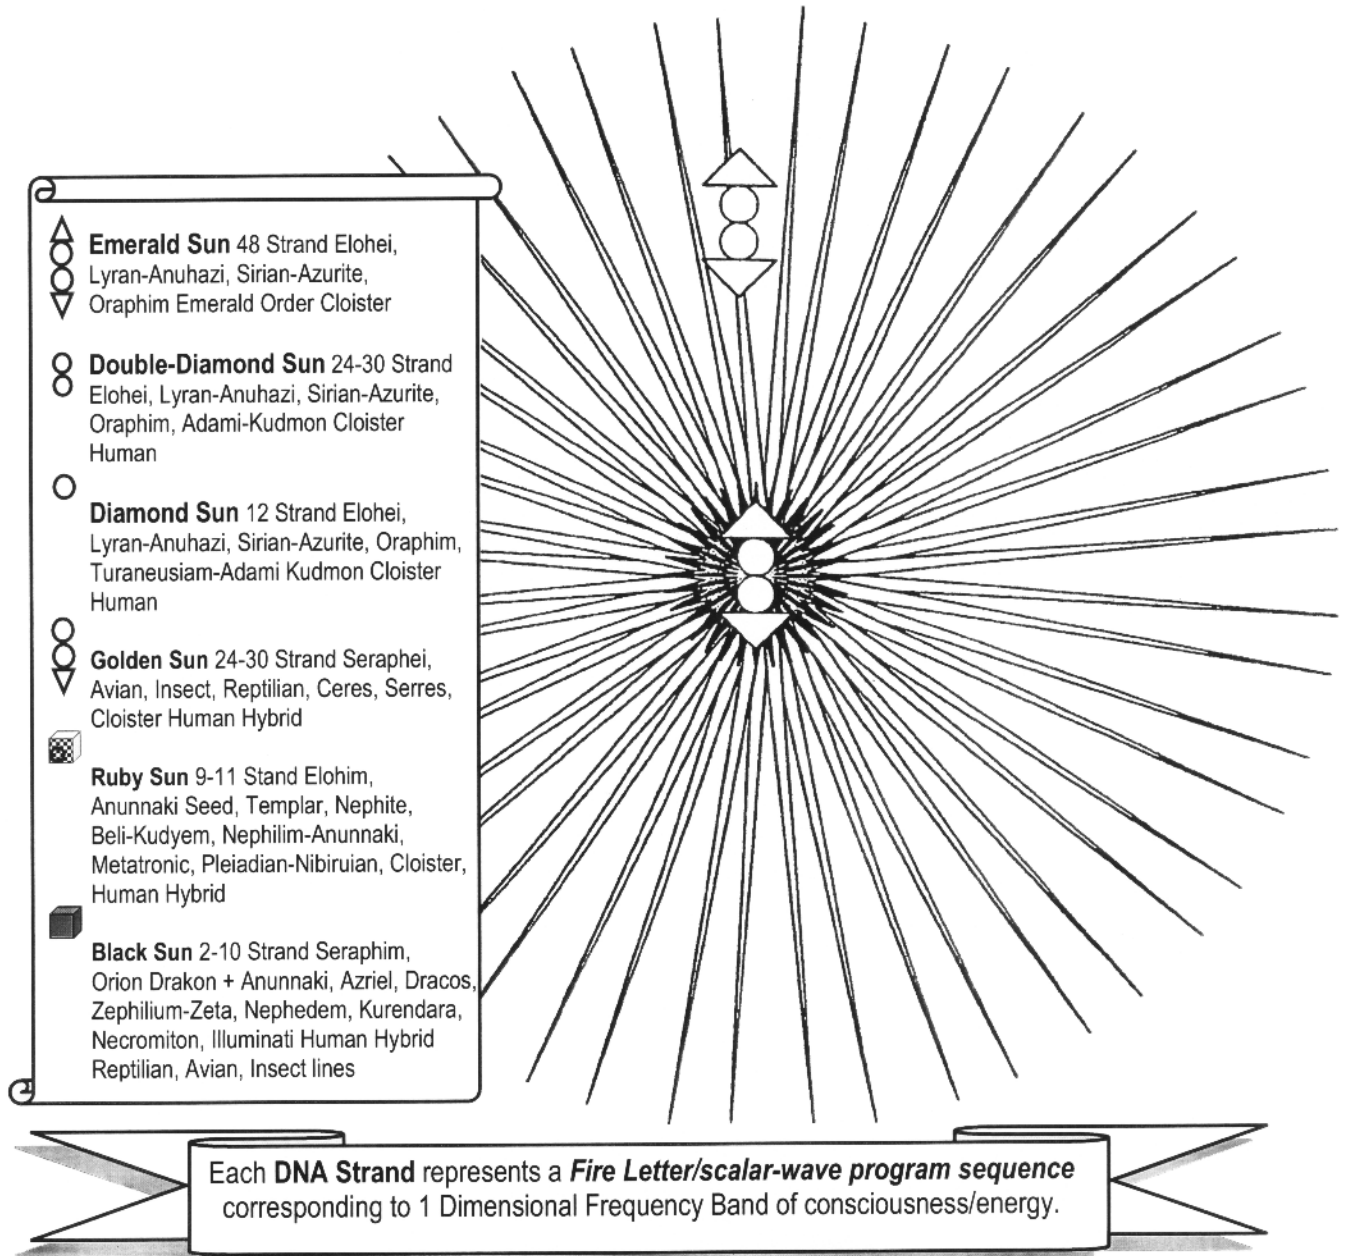 Emerald Sun 48 Strand Elohei,
Lyran-Anuhazi, Sirian-Azurite,
Oraphim Emerald Order Cloister
Double-Diamond Sun 24-30 Strand
Elohei, Lyran-Anuhazi, Sirian-Azurite,
Oraphim, Adami-Kudmon Cloister
Human
Diamond Sun 12 Strand Elohei,
Lyran-Anuhazi, Sirian-Azurite, Oraphim,
Turaneusiam-Adami Kudmon Cloister
Human
Golden Sun 24-30 Strand Seraphei,
Avian, Insect, Reptilian, Ceres, Serres,
Cloister Human Hybrid
Ruby Sun 9-11 Stand Elohim,
Anunnaki Seed, Templar, Nephite,
Beli-Kudyem, Nephilim-Anunnaki,
Metatronic, Pleiadian-Nibiruian, Cloister,
Human Hybrid
Black Sun 2-10 Strand Seraphim,
Orion Drakon + Anunnaki, Azriel, Dracos,
Zephilium-Zeta, Nephedem, Kurendara,
Necromiton, Illuminati Human Hybrid
Reptilian, Avian, Insect lines
Each DNA Strand represents a Fire Letter/scalar-wave program sequence
corresponding to 1 Dimensional Frequency Band of consciousness/energy.